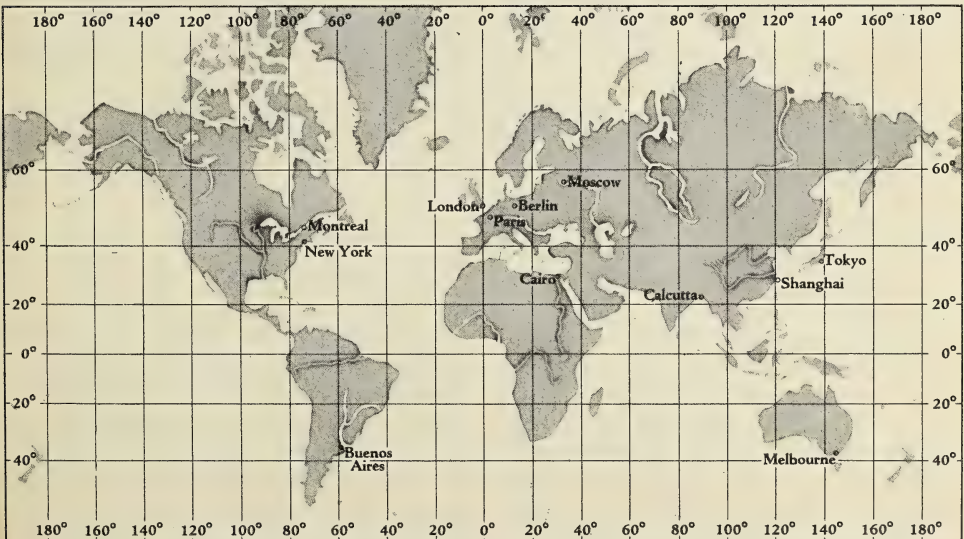 180° 160° 140° 120° 100° 80° 60° 40° 20° 0° 20° 40° 60° 80° 100° 120° 140° 160° 180°
60° 60°
Moscow
London Berlin
Paris
Montreal
40° New York 40°
Tokyo
Cairo Shanghai
Calcutta
20° 20°
0° 0°
-20° -20°
Buenos
Aires
Melbourne
40° 40°
180° 160° 140° 120° 100° 80° 60° 40° 20° 0° 20° 40° 60° 80° 100° 120° 145° 160° 180°